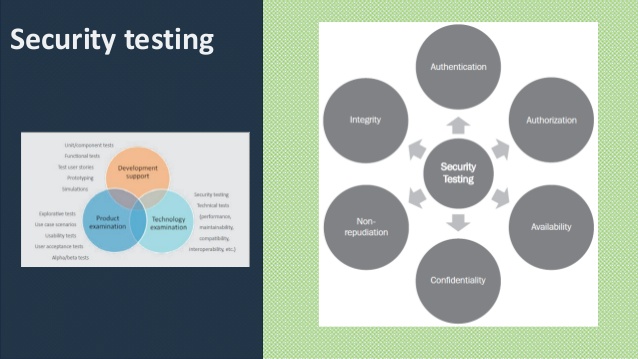 Security testing
Unit/component tests
Functional tests
Test user stories
Prototyping
Simulations
Development
support
Explorative tests
Use case scenarios
Usability tests
User acceptance tests
Alpha/beta tests
Product
examination
Technology
examination
Security testing
Technical tests
(performance,
maintainability,
compatibility,
interoperability, etc.)
Authentication
Integrity
Authorization
Security
Testing
Non-
repudiation
Availability
Confidentiality